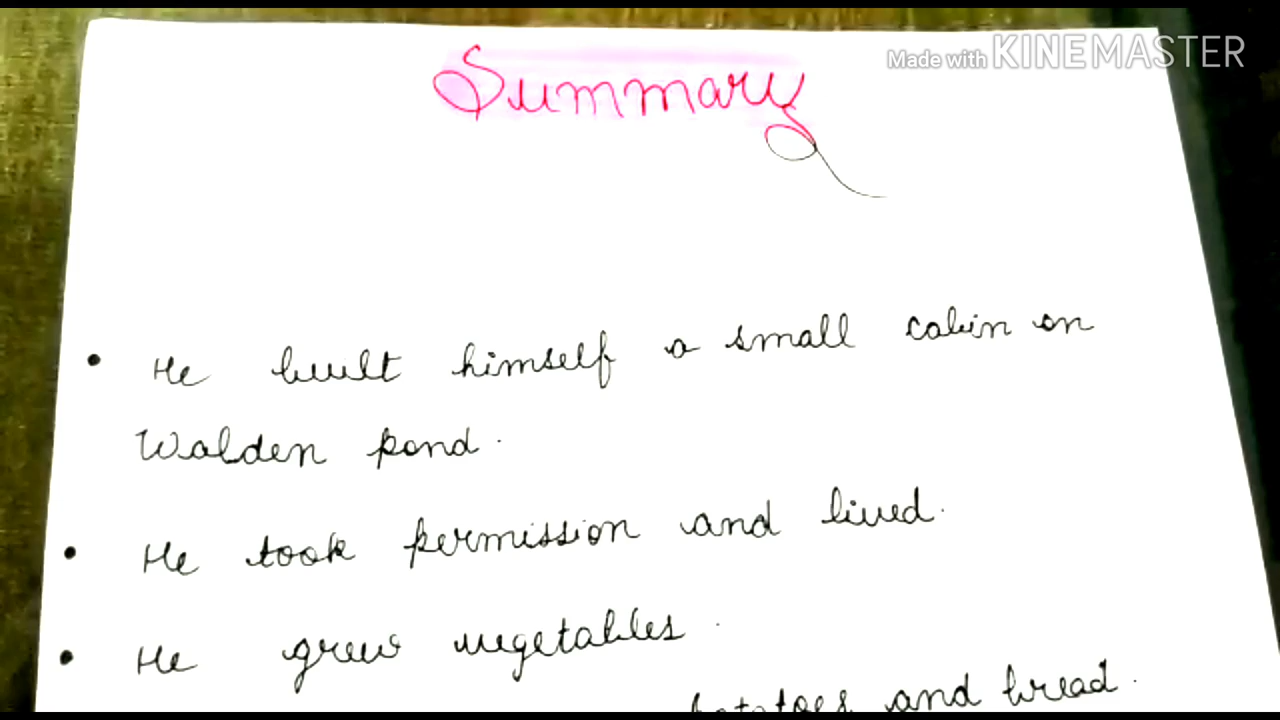 Made with KINEMASTER
Summary
• He built himself a small cabin on
Walden pond.
• He took permission and lived.
• He grew vegetables.
potatoes and bread.